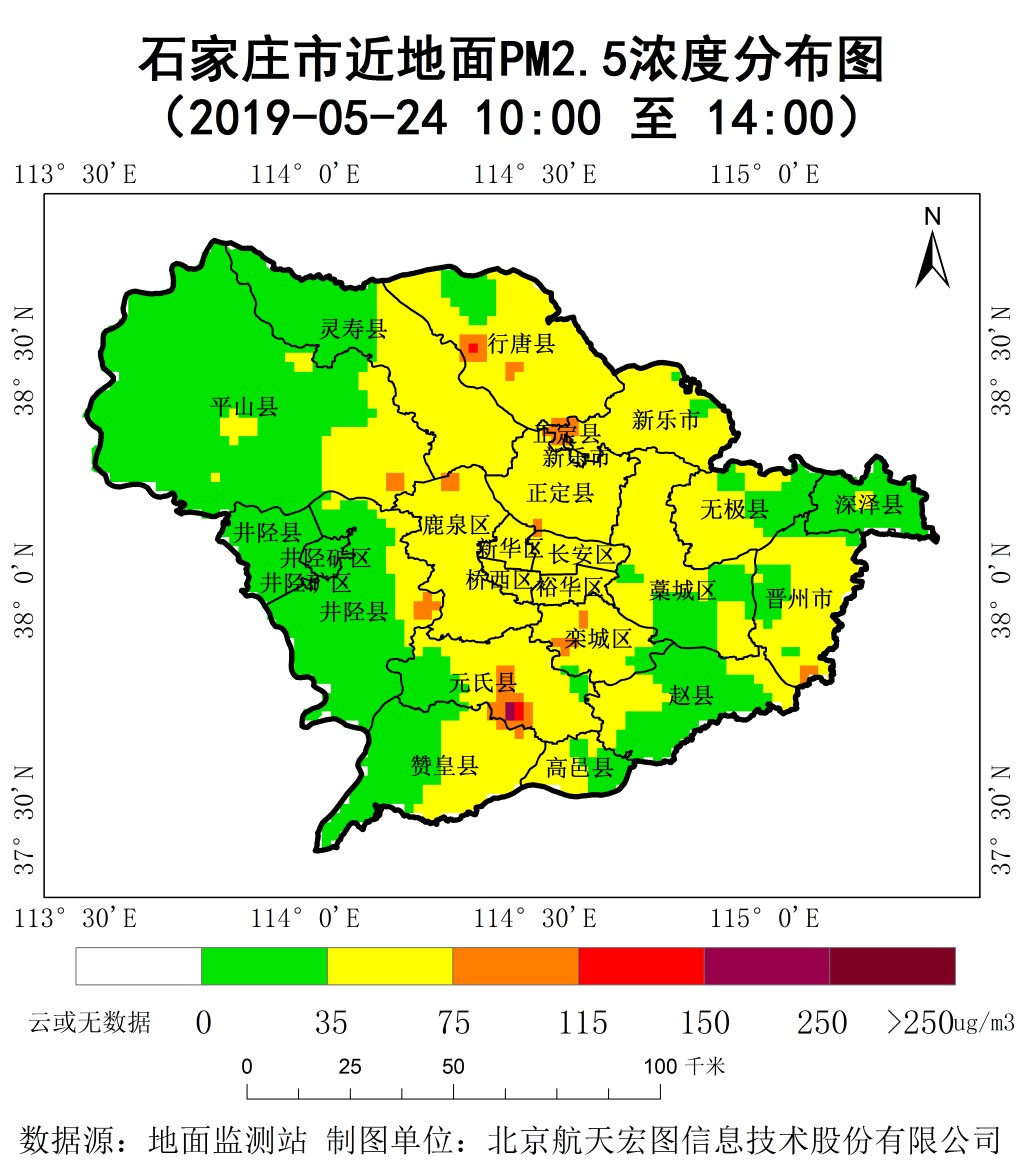 石家庄市近地面PM2.5浓度分布图
（2019-05-24 10:00 至 14:00）
113° 30'E 114° 0'E 114° 30'E 115° 0'E
N
38° 30'N
38° 30'N
灵寿县
行唐县
平山县
新乐市
正定县
新乐市
正定县
无极县
深泽县
鹿泉区
井陉县
新华区
长安区
井陉矿区
38° 0'N
38° 0'N
井陉矿区
桥西区
裕华区
藁城区
晋州市
井陉县
栾城区
元氏县
赵县
赞皇县
高邑县
37° 30'N
37° 30'N
113° 30'E 114° 0'E 114° 30'E 115° 0'E
云或无数据 0 35 75 115 150 250 >250ug/m3
0 25 50 100 千米
数据源：地面监测站 制图单位：北京航天宏图信息技术股份有限公司